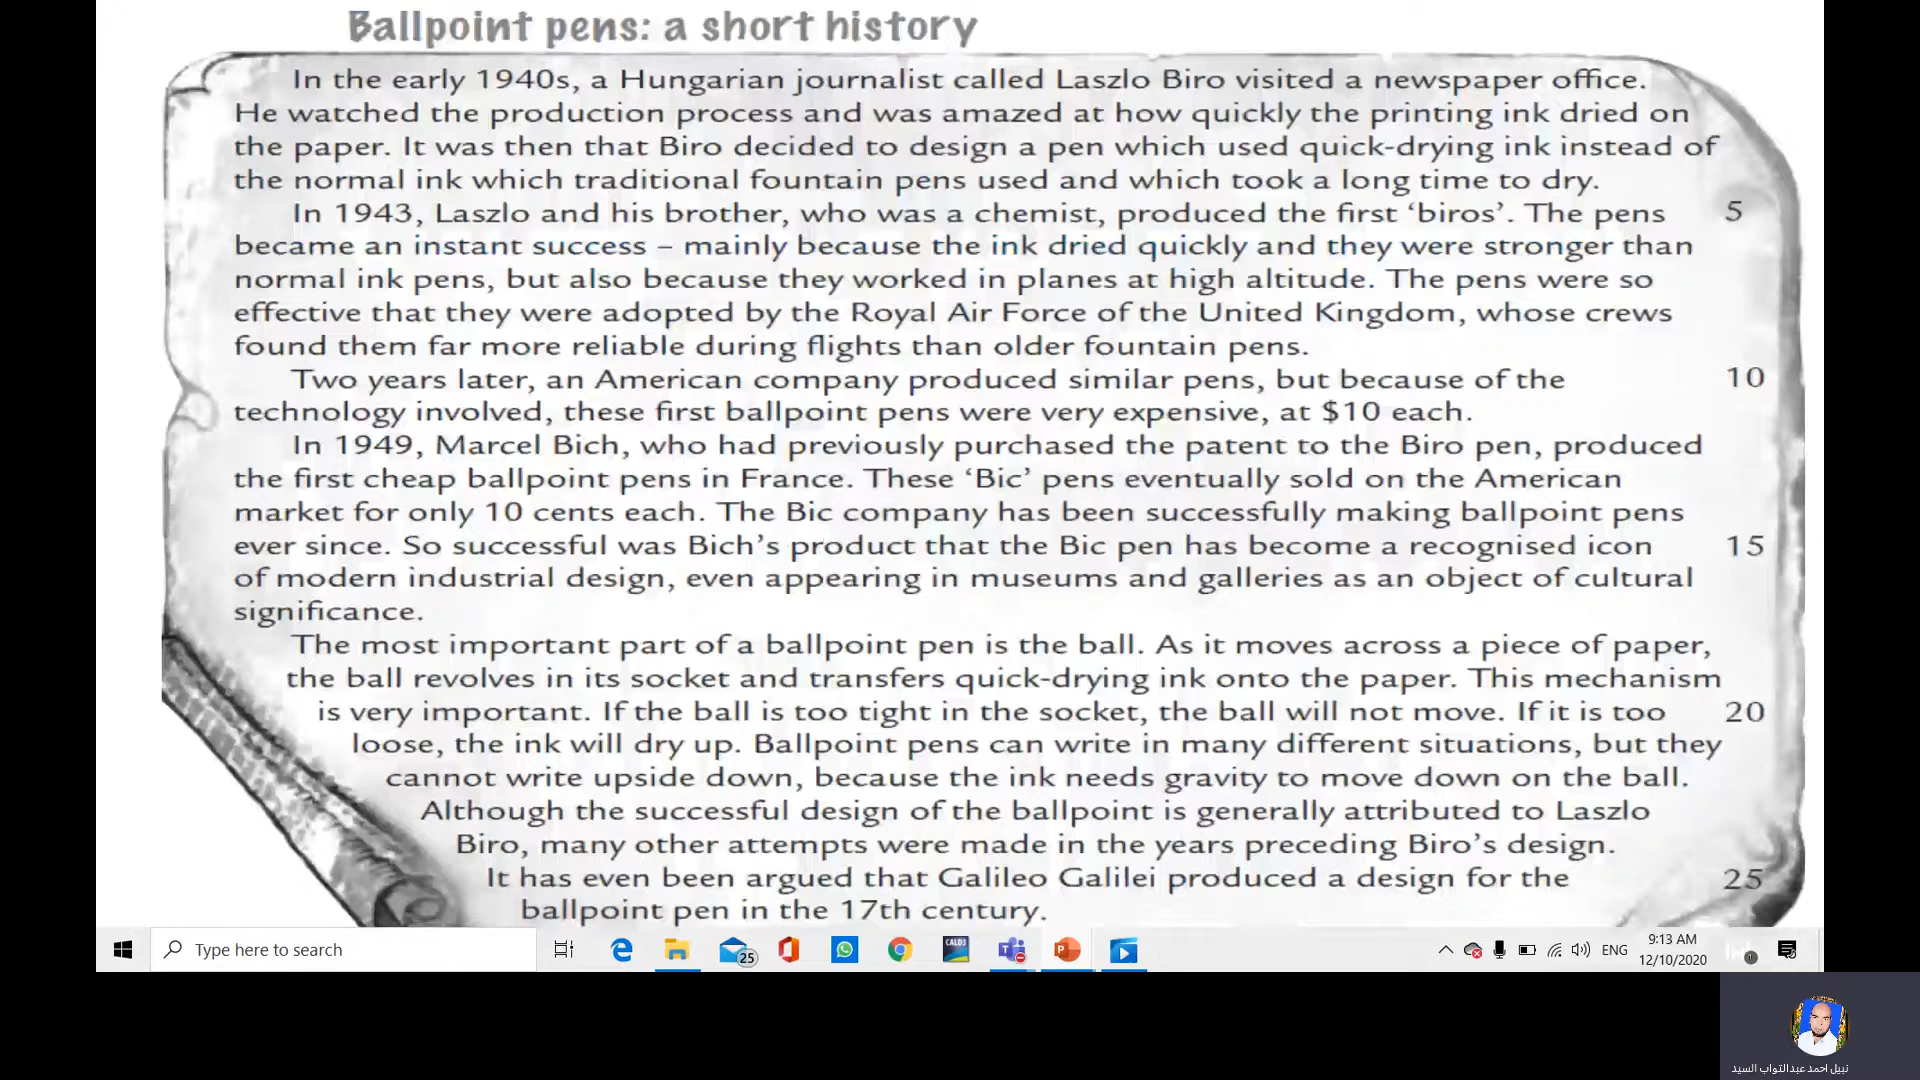 Ballpoint pens: a short history
In the early 1940s, a Hungarian journalist called Laszlo Biro visited a newspaper office.
He watched the production process and was amazed at how quickly the printing ink dried on
the paper. It was then that Biro decided to design a pen which used quick-drying ink instead of
the normal ink which traditional fountain pens used and which took a long time to dry.
In 1943, Laszlo and his brother, who was a chemist, produced the first ‘biros’. The pens 5
became an instant success – mainly because the ink dried quickly and they were stronger than
normal ink pens, but also because they worked in planes at high altitude. The pens were so
effective that they were adopted by the Royal Air Force of the United Kingdom, whose crews
found them far more reliable during flights than older fountain pens.
Two years later, an American company produced similar pens, but because of the 10
technology involved, these first ballpoint pens were very expensive, at $10 each.
In 1949, Marcel Bich, who had previously purchased the patent to the Biro pen, produced
the first cheap ballpoint pens in France. These ‘Bic’ pens eventually sold on the American
market for only 10 cents each. The Bic company has been successfully making ballpoint pens
ever since. So successful was Bich’s product that the Bic pen has become a recognised icon 15
of modern industrial design, even appearing in museums and galleries as an object of cultural
significance.
The most important part of a ballpoint pen is the ball. As it moves across a piece of paper,
the ball revolves in its socket and transfers quick-drying ink onto the paper. This mechanism
is very important. If the ball is too tight in the socket, the ball will not move. If it is too 20
loose, the ink will dry up. Ballpoint pens can write in many different situations, but they
cannot write upside down, because the ink needs gravity to move down on the ball.
Although the successful design of the ballpoint is generally attributed to Laszlo
Biro, many other attempts were made in the years preceding Biro’s design.
It has even been argued that Galileo Galilei produced a design for the 25
ballpoint pen in the 17th century.
Type here to search
25
CALD3
ENG
9:13 AM
12/10/2020
نبيل احمد عبدالتواب السيد